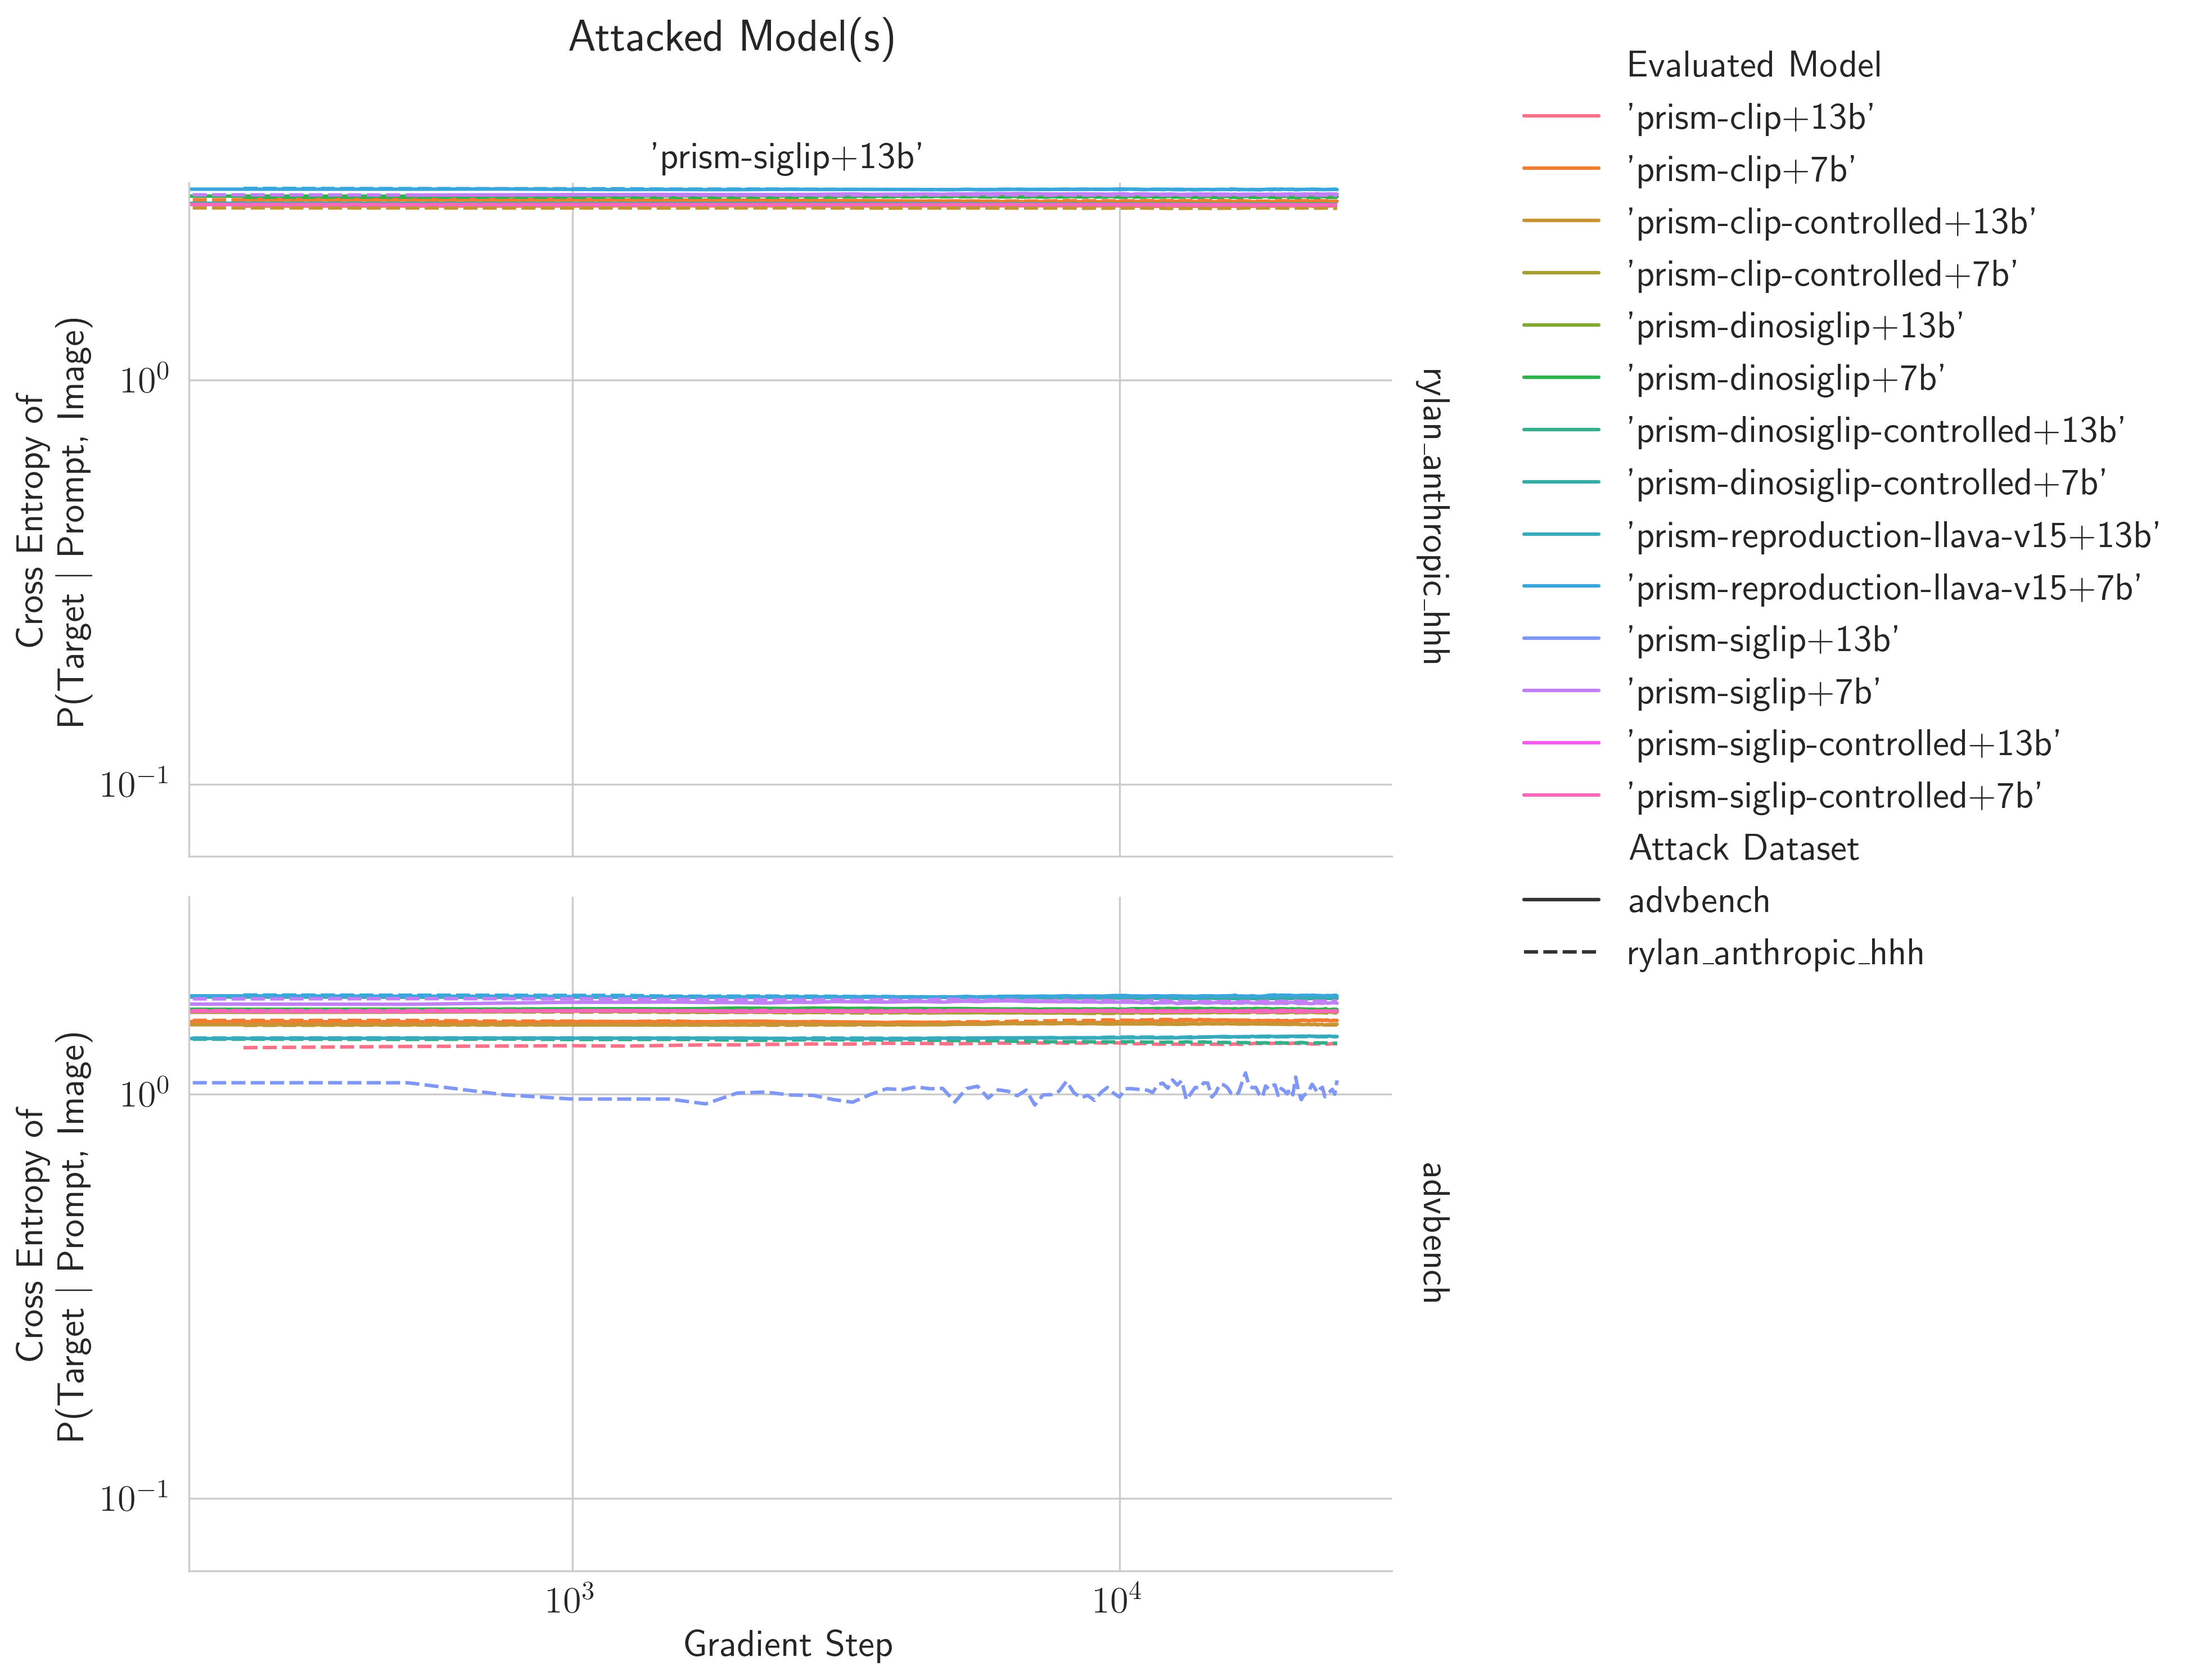 Attacked Model(s)
'prism-siglip+13b'
Cross Entropy of
P(Target | Prompt, Image)
10^0
10^-1
rylan_anthropic_hhh
Cross Entropy of
P(Target | Prompt, Image)
10^0
10^-1
advbench
10^3
10^4
Gradient Step
Evaluated Model
'prism-clip+13b'
'prism-clip+7b'
'prism-clip-controlled+13b'
'prism-clip-controlled+7b'
'prism-dinosiglip+13b'
'prism-dinosiglip+7b'
'prism-dinosiglip-controlled+13b'
'prism-dinosiglip-controlled+7b'
'prism-reproduction-llava-v15+13b'
'prism-reproduction-llava-v15+7b'
'prism-siglip+13b'
'prism-siglip+7b'
'prism-siglip-controlled+13b'
'prism-siglip-controlled+7b'
Attack Dataset
advbench
rylan_anthropic_hhh